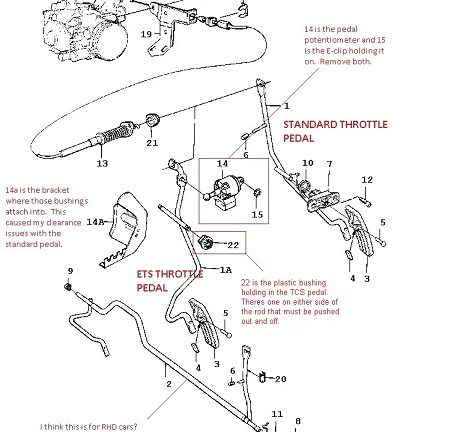 14 is the pedal
potentiometer and 15
is the E-clip holding it
on. Remove both.
19
1
STANDARD THROTTLE
PEDAL
6
21
13
14
10
7
12
15
5
14a is the bracket
where those bushings
attach into. This
caused my clearance
issues with the
standard pedal.
14A
22
4
3
9
ETS THROTTLE
PEDAL
1A
22 is the plastic bushing
holding in the TCS pedal.
Theres one on either side of
the rod that must be pushed
out and off.
5
4
3
2
6
20
11
8
I think this is for RHD cars?